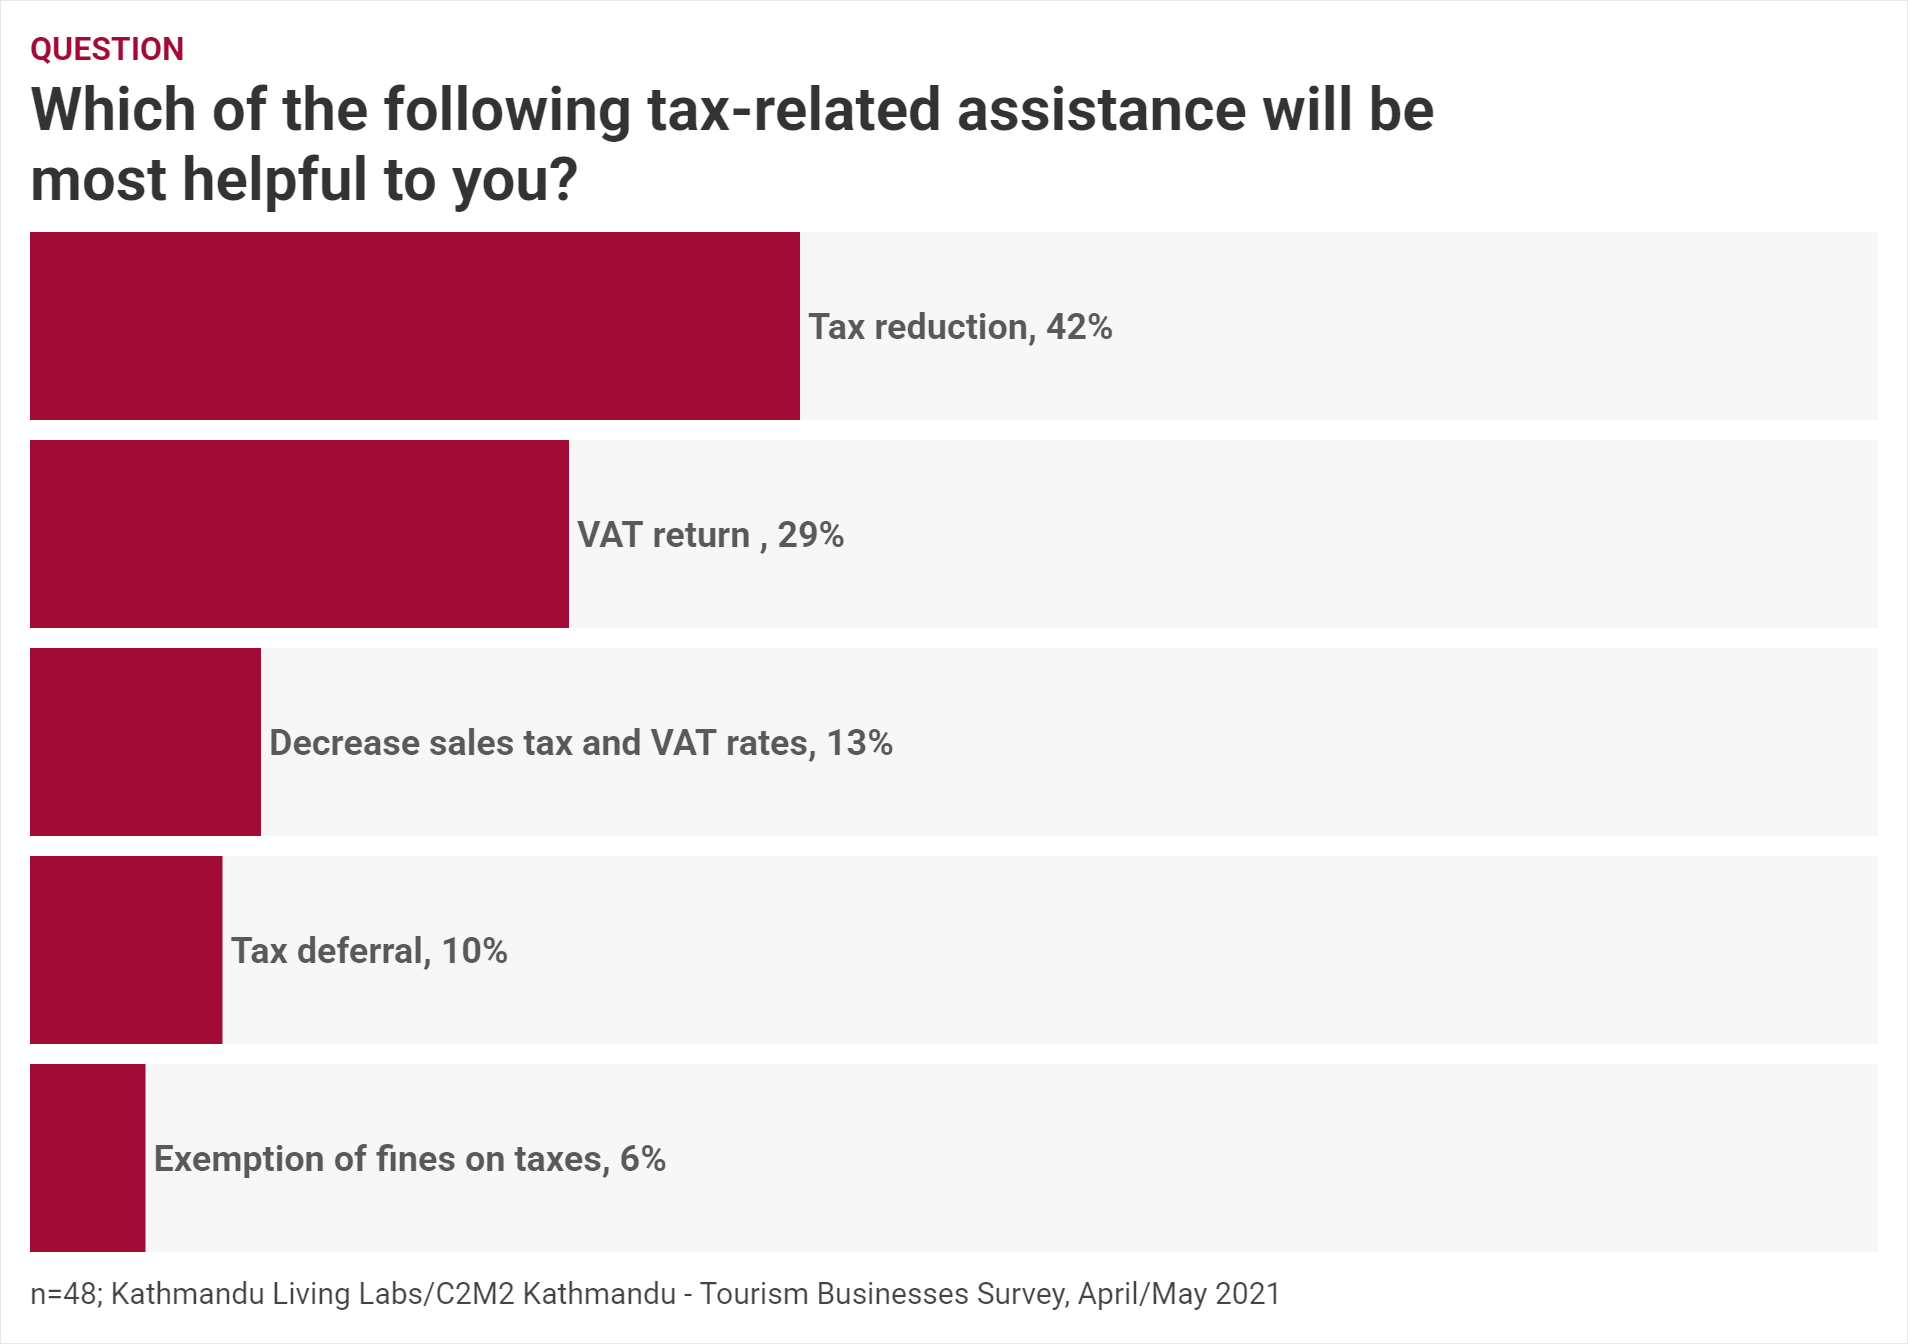 QUESTION
Which of the following tax-related assistance will be
most helpful to you?
Tax reduction, 42%
VAT return , 29%
Decrease sales tax and VAT rates, 13%
Tax deferral, 10%
Exemption of fines on taxes, 6%
n=48; Kathmandu Living Labs/C2M2 Kathmandu - Tourism Businesses Survey, April/May 2021